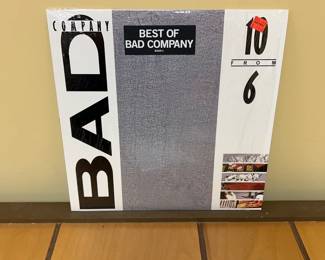 BAD
COMPANY
BEST OF
BAD COMPANY
10
FROM
6